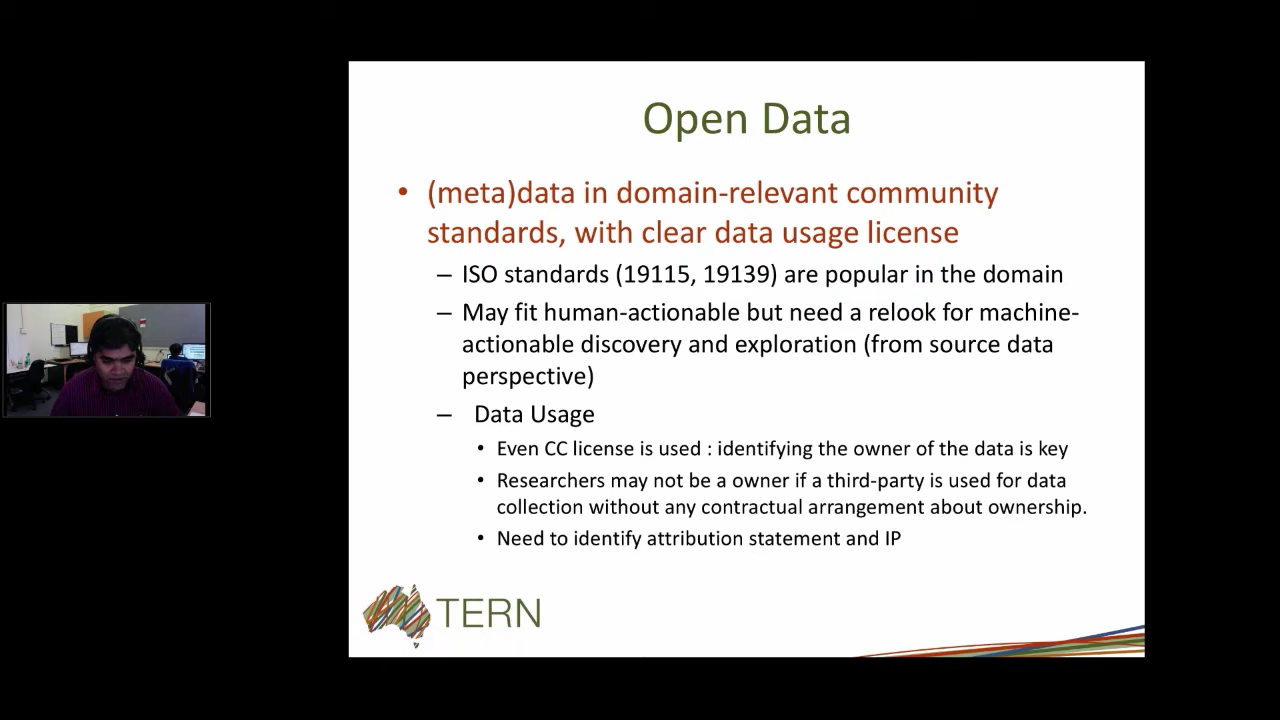 Open Data
• (meta)data in domain-relevant community
standards, with clear data usage license
– ISO standards (19115, 19139) are popular in the domain
– May fit human-actionable but need a relook for machine-
actionable discovery and exploration (from source data
perspective)
– Data Usage
• Even CC license is used : identifying the owner of the data is key
• Researchers may not be a owner if a third-party is used for data
collection without any contractual arrangement about ownership.
• Need to identify attribution statement and IP
TERN